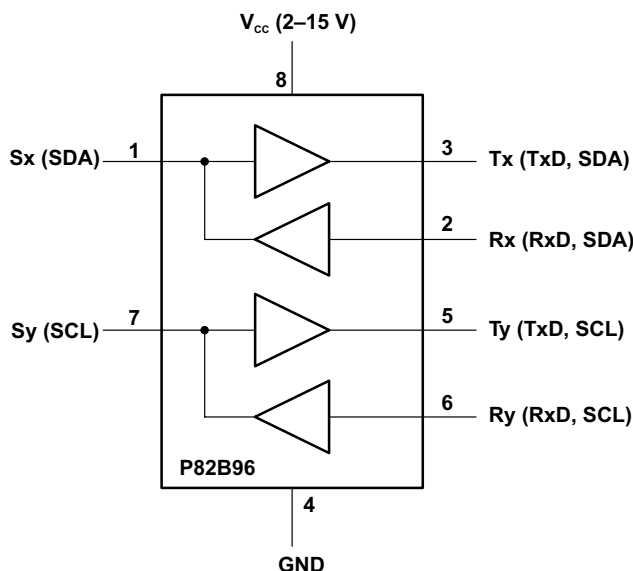 V_CC (2–15 V)
8
Sx (SDA) 1 3 Tx (TxD, SDA)
2 Rx (RxD, SDA)
Sy (SCL) 7 5 Ty (TxD, SCL)
6 Ry (RxD, SCL)
P82B96
4
GND